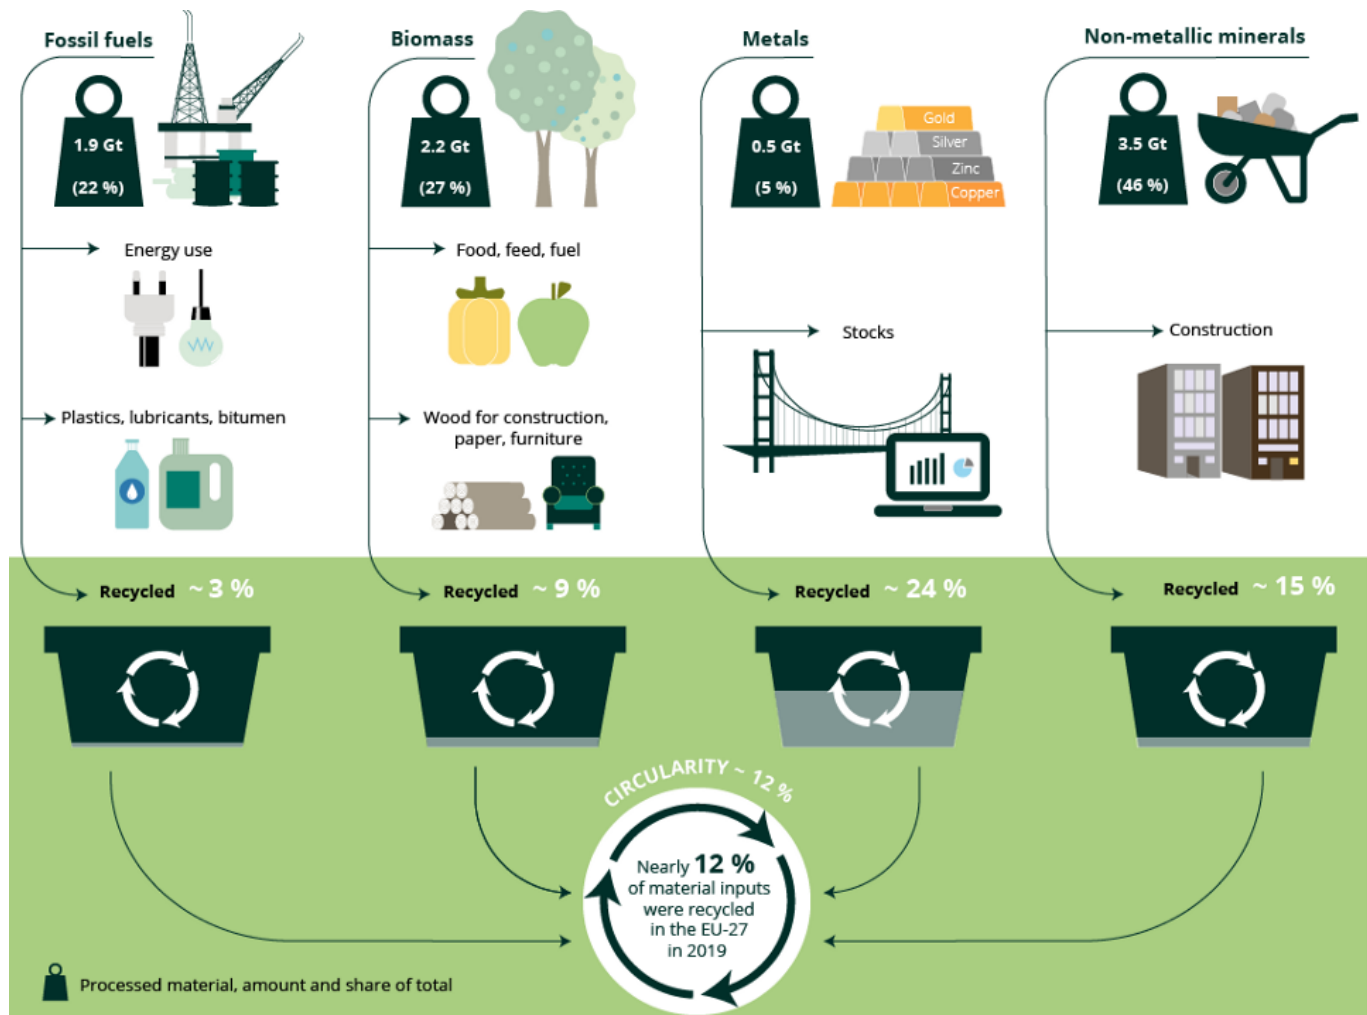 Fossil fuels
1.9 Gt
(22 %)
Energy use
Plastics, lubricants, bitumen
Recycled ~ 3 %
Biomass
2.2 Gt
(27 %)
Food, feed, fuel
Wood for construction,
paper, furniture
Recycled ~ 9 %
Metals
0.5 Gt
(5 %)
Gold
Silver
Zinc
Copper
Stocks
Recycled ~ 24 %
Non-metallic minerals
3.5 Gt
(46 %)
Construction
Recycled ~ 15 %
CIRCULARITY ~ 12 %
Nearly 12 %
of material inputs
were recycled
in the EU-27
in 2019
Processed material, amount and share of total